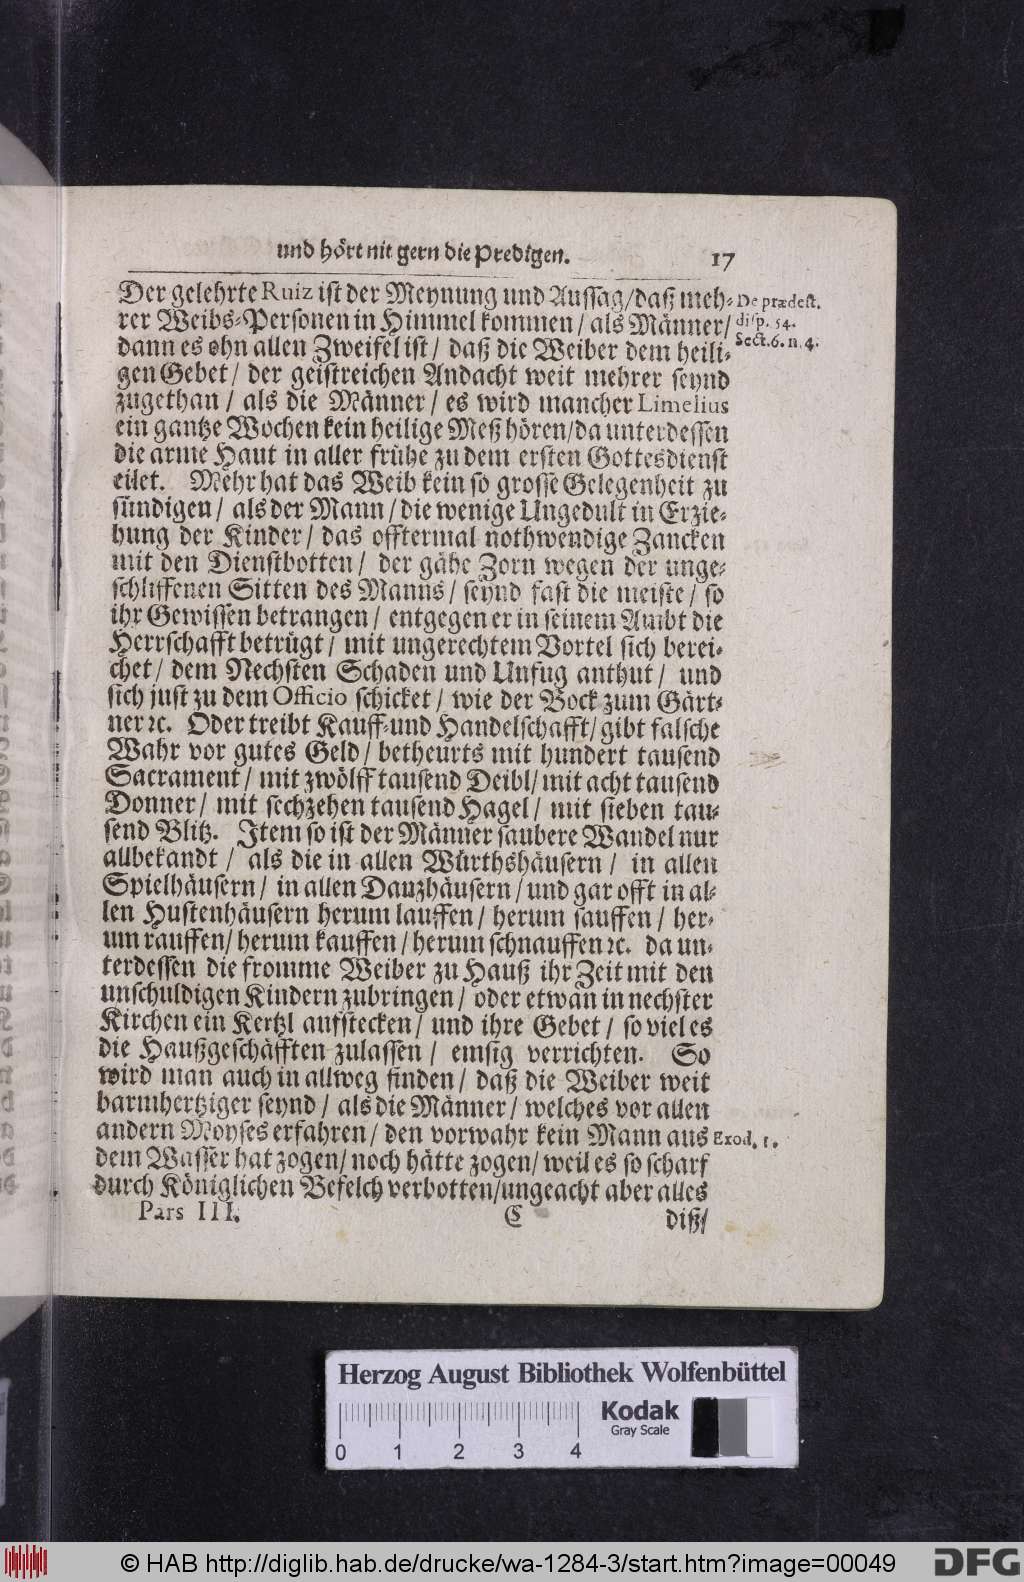 und hört nit gern die Predigen. 17
Der gelehrte Ruiz ist der Meynung und Aussag/ daß meh-
rer Weibs-Personen in Himmel kommen/ als Männer/
dann es ohn allen Zweifel ist/ daß die Weiber dem heili-
gen Gebet/ der geistreichen Andacht weit mehrer seynd
zugethan/ als die Männer/ es wird mancher Limelius
ein gantze Wochen kein heilige Meß hören/ da unterdessen
die arme Haut in aller frühe zu dem ersten Gottesdienst
eilet. Mehr hat das Weib kein so grosse Gelegenheit zu
sündigen/ als der Mann/ die wenige Ungedult in Erzie-
hung der Kinder/ das offtermal nothwendige Zancken
mit den Dienstbotten/ der gähe Zorn wegen der unge-
schliffenen Sitten des Manns/ seynd fast die meiste/ so
ihr Gewissen betrangen/ entgegen er in seinem Ambt die
Herrschafft betrügt/ mit ungerechtem Vortel sich berei-
chet/ dem Nechsten Schaden und Unfug anthut/ und
sich just zu dem Officio schicket/ wie der Bock zum Gärt-
ner ꝛc. Oder treibt Kauff-und Handelschafft/ gibt falsche
Wahr vor gutes Geld/ betheurts mit hundert tausend
Sacrament/ mit zwölff tausend Deibl/ mit acht tausend
Donner/ mit sechzehen tausend Hagel/ mit sieben tau-
send Blitz. Item so ist der Männer saubere Wandel nur
allbekandt/ als die in allen Würthshäusern/ in allen
Spielhäusern/ in allen Danzhäusern/ und gar offt in al-
len Hustenhäusern herum lauffen/ herum sauffen/ her-
um rauffen/ herum kauffen/ herum schnauffen ꝛc. da un-
terdessen die fromme Weiber zu Hauß ihr Zeit mit den
unschuldigen Kindern zubringen/ oder etwan in nechster
Kirchen ein Kertzl aufstecken/ und ihre Gebet/ so viel es
die Haußgeschäfften zulassen/ emsig verrichten. So
wird man auch in allweg finden/ daß die Weiber weit
barmhertziger seynd/ als die Männer/ welches vor allen
andern Moyses erfahren/ den vorwahr kein Mann aus
dem Wasser hat zogen/ noch hätte zogen/ weil es so scharf
durch Königlichen Befelch verbotten/ ungeacht aber alles
Pars III. C diß/
De prædest.
disp. 54.
Sect. 6. n. 4.
Exod. 1.
Herzog August Bibliothek Wolfenbüttel
0 1 2 3 4
Kodak
Gray Scale
© HAB http://diglib.hab.de/drucke/wa-1284-3/start.htm?image=00049
DFG